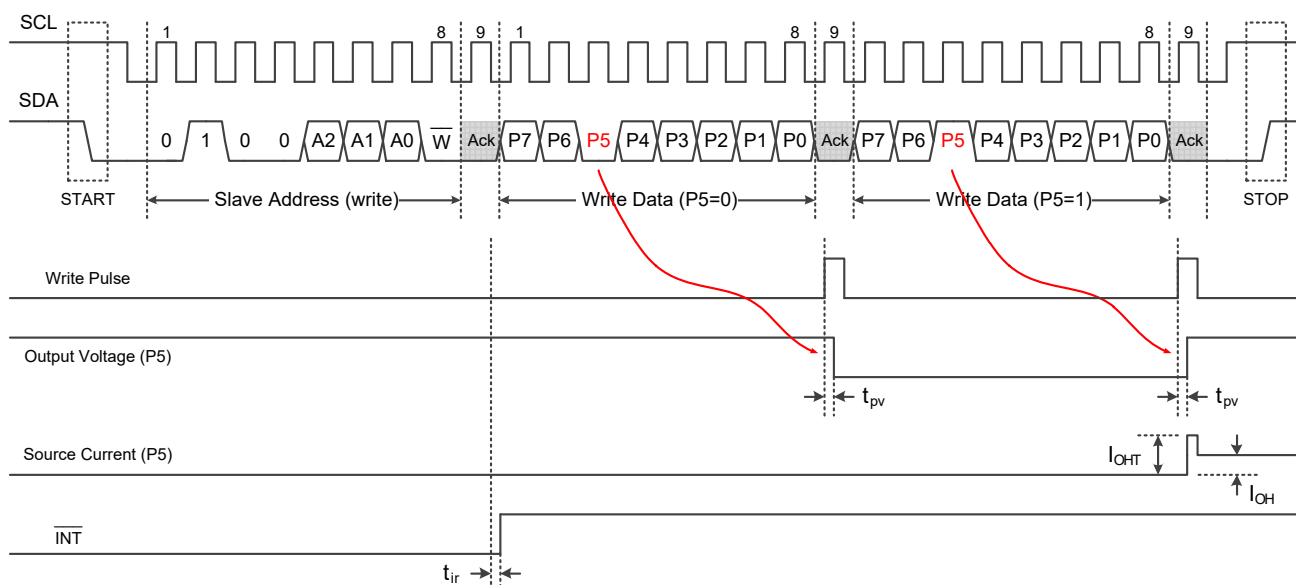 SCL
1 8 9 1 8 9 8 9
SDA
0 1 0 0 A2 A1 A0 W̅ Ack P7 P6 P5 P4 P3 P2 P1 P0 Ack P7 P6 P5 P4 P3 P2 P1 P0 Ack
START Slave Address (write) Write Data (P5=0) Write Data (P5=1) STOP
Write Pulse
Output Voltage (P5)
tpv tpv
Source Current (P5)
IOHT
IOH
I̅N̅T̅
tir